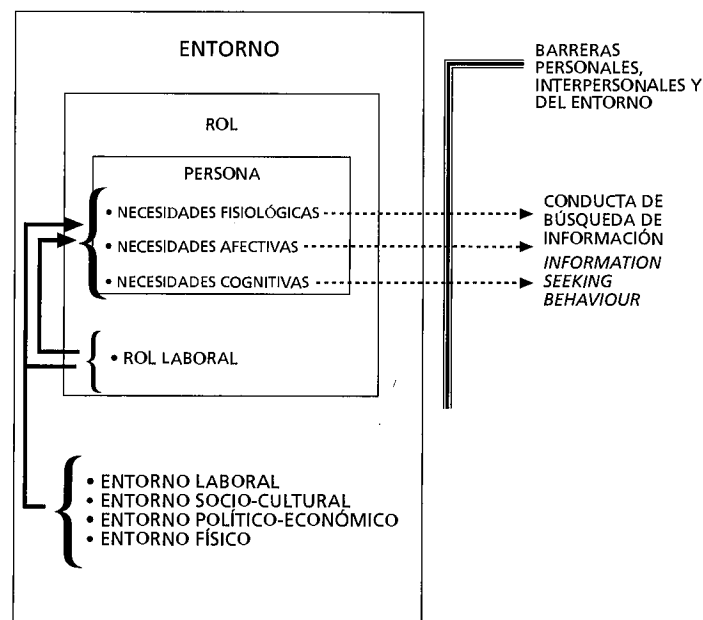 ENTORNO
ROL
PERSONA
• NECESIDADES FISIOLÓGICAS
• NECESIDADES AFECTIVAS
• NECESIDADES COGNITIVAS
• ROL LABORAL
• ENTORNO LABORAL
• ENTORNO SOCIO-CULTURAL
• ENTORNO POLÍTICO-ECONÓMICO
• ENTORNO FÍSICO
BARRERAS
PERSONALES,
INTERPERSONALES Y
DEL ENTORNO
CONDUCTA DE
BÚSQUEDA DE
INFORMACIÓN
INFORMATION
SEEKING
BEHAVIOUR